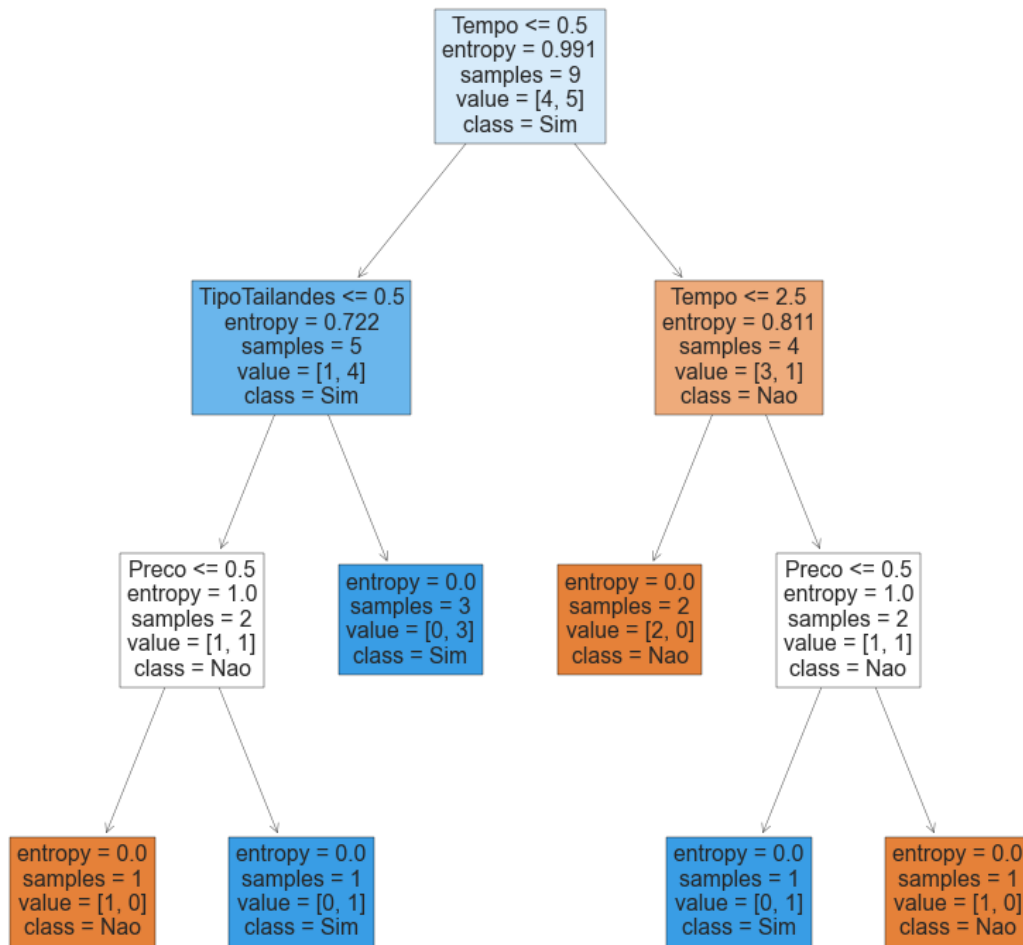 Tempo <= 0.5
entropy = 0.991
samples = 9
value = [4, 5]
class = Sim
TipoTailandes <= 0.5
entropy = 0.722
samples = 5
value = [1, 4]
class = Sim
Tempo <= 2.5
entropy = 0.811
samples = 4
value = [3, 1]
class = Nao
Preco <= 0.5
entropy = 1.0
samples = 2
value = [1, 1]
class = Nao
entropy = 0.0
samples = 3
value = [0, 3]
class = Sim
entropy = 0.0
samples = 2
value = [2, 0]
class = Nao
Preco <= 0.5
entropy = 1.0
samples = 2
value = [1, 1]
class = Nao
entropy = 0.0
samples = 1
value = [1, 0]
class = Nao
entropy = 0.0
samples = 1
value = [0, 1]
class = Sim
entropy = 0.0
samples = 1
value = [0, 1]
class = Sim
entropy = 0.0
samples = 1
value = [1, 0]
class = Nao